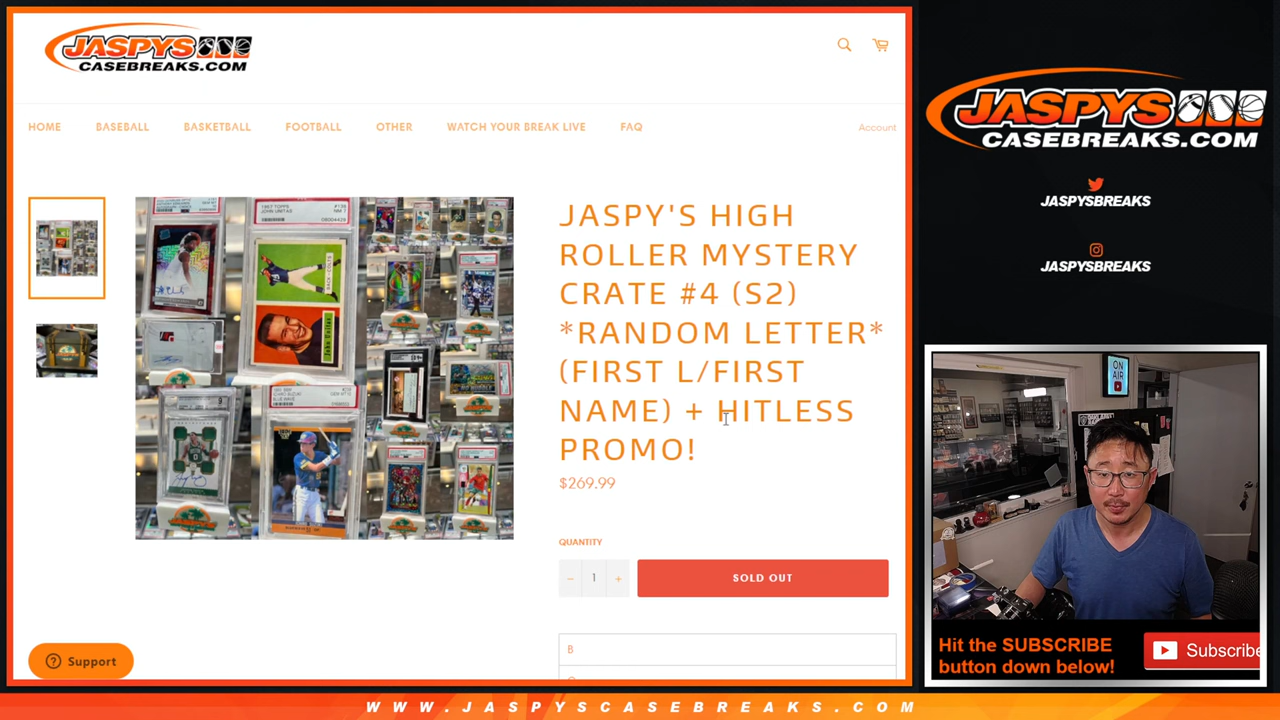 JASPYS
CASEBREAKS.COM
HOME
BASEBALL
BASKETBALL
FOOTBALL
OTHER
WATCH YOUR BREAK LIVE
FAQ
Account
JASPY'S HIGH
ROLLER MYSTERY
CRATE #4 (S2)
*RANDOM LETTER*
(FIRST L/FIRST
NAME) + HITLESS
PROMO!
$269.99
QUANTITY
−
1
+
SOLD OUT
B
Support
JASPYS
CASEBREAKS.COM
JASPYSBREAKS
JASPYSBREAKS
ON
AIR
Hit the SUBSCRIBE
button down below!
Subscribe
WWW.JASPYSCASEBREAKS.COM